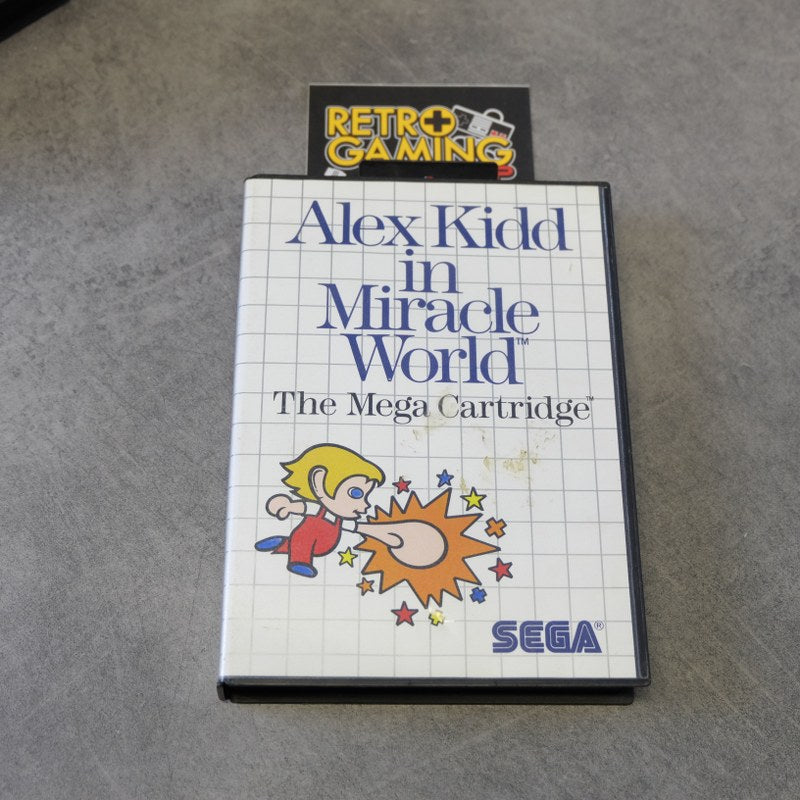 RETRO
GAMING
Alex Kidd
in
Miracle
World™
The Mega Cartridge™
SEGA®